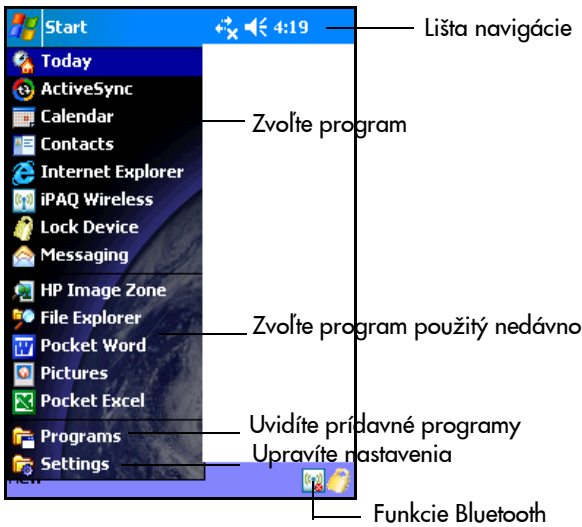 Start 4:19 Lišta navigácie
Today
ActiveSync
Calendar
Zvoľte program
Contacts
Internet Explorer
iPAQ Wireless
Lock Device
Messaging
HP Image Zone
File Explorer
Zvoľte program použitý nedávno
Pocket Word
Pictures
Pocket Excel
Programs
Uvidíte prídavné programy
Settings
Upravíte nastavenia
Funkcie Bluetooth